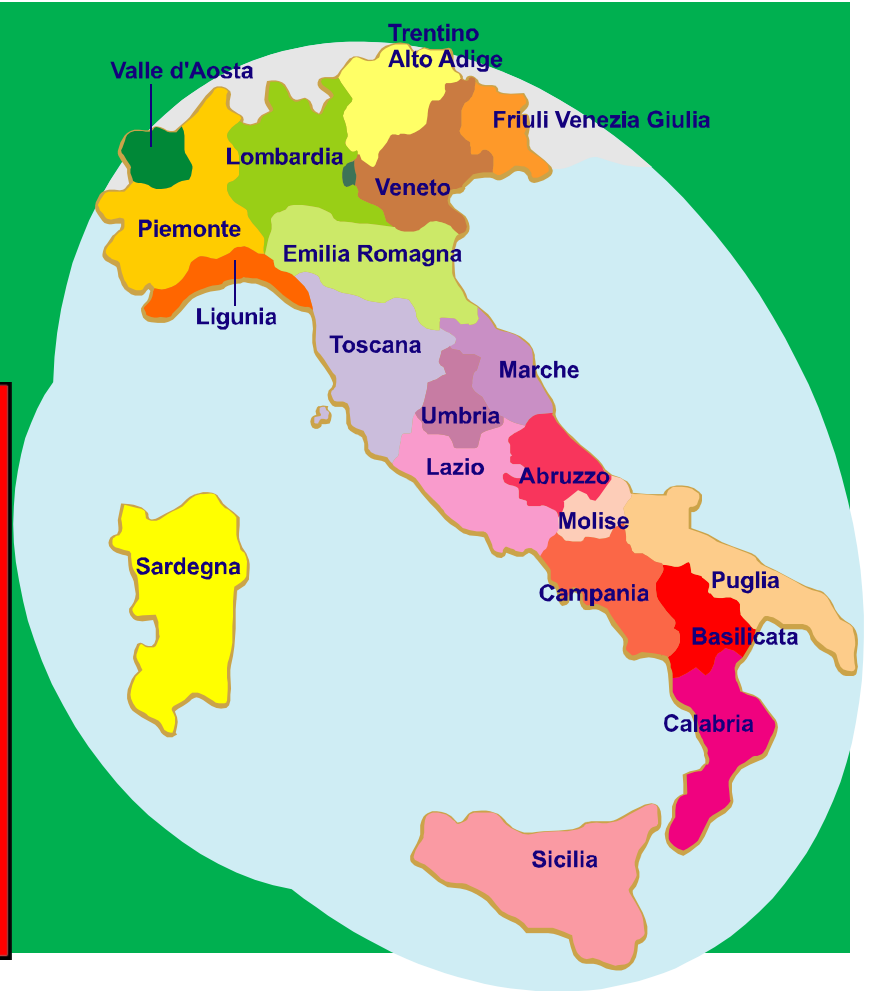 Trentino
Alto Adige
Valle d'Aosta
Friuli Venezia Giulia
Lombardia
Veneto
Piemonte
Emilia Romagna
Ligunia
Toscana
Marche
Umbria
Lazio
Abruzzo
Molise
Sardegna
Puglia
Campania
Basilicata
Calabria
Sicilia